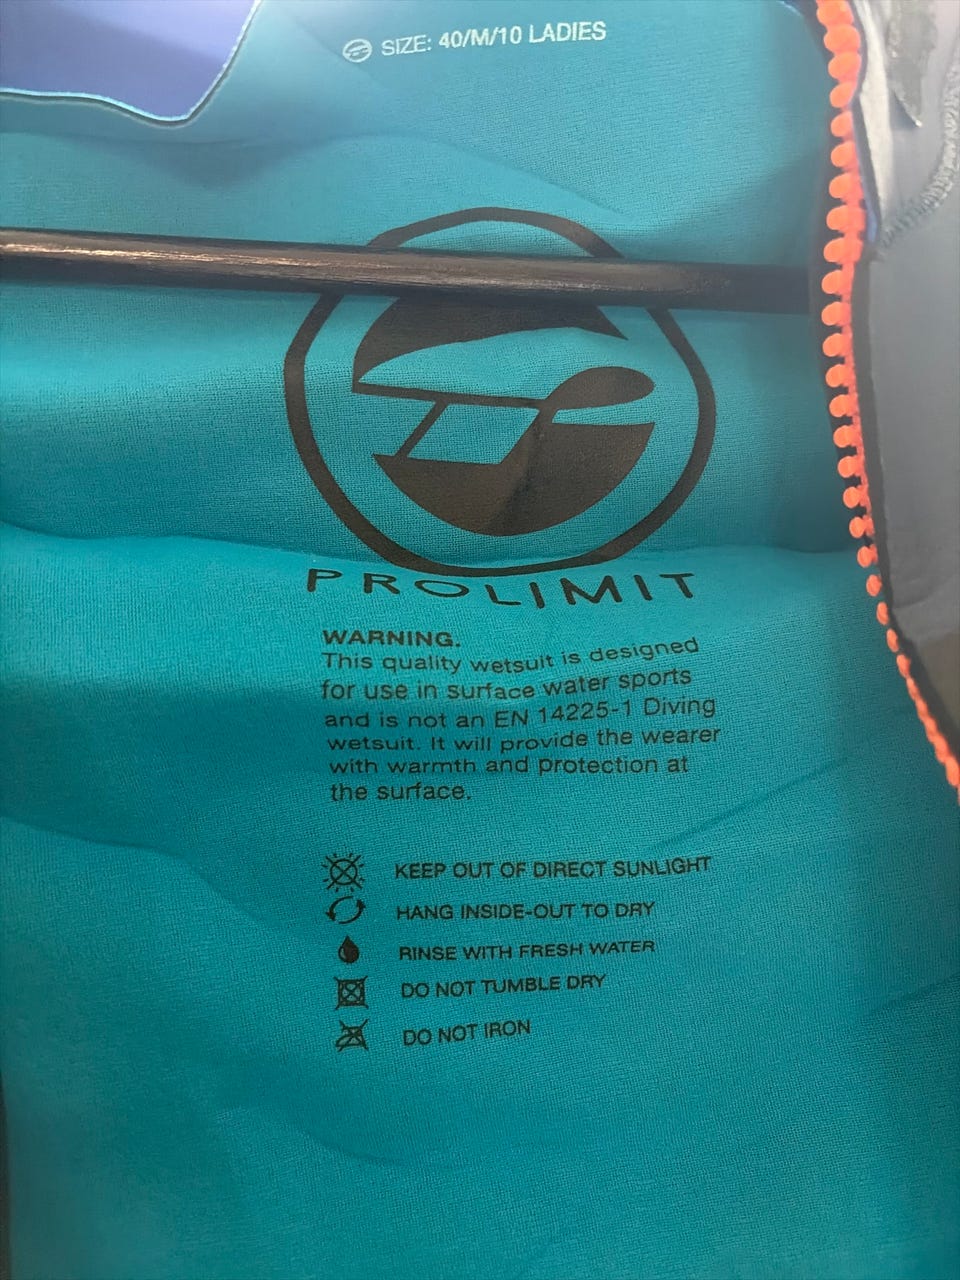 SIZE: 40/M/10 LADIES
PROLIMIT
WARNING.
This quality wetsuit is designed
for use in surface water sports
and is not an EN 14225-1 Diving
wetsuit. It will provide the wearer
with warmth and protection at
the surface.
KEEP OUT OF DIRECT SUNLIGHT
HANG INSIDE-OUT TO DRY
RINSE WITH FRESH WATER
DO NOT TUMBLE DRY
DO NOT IRON